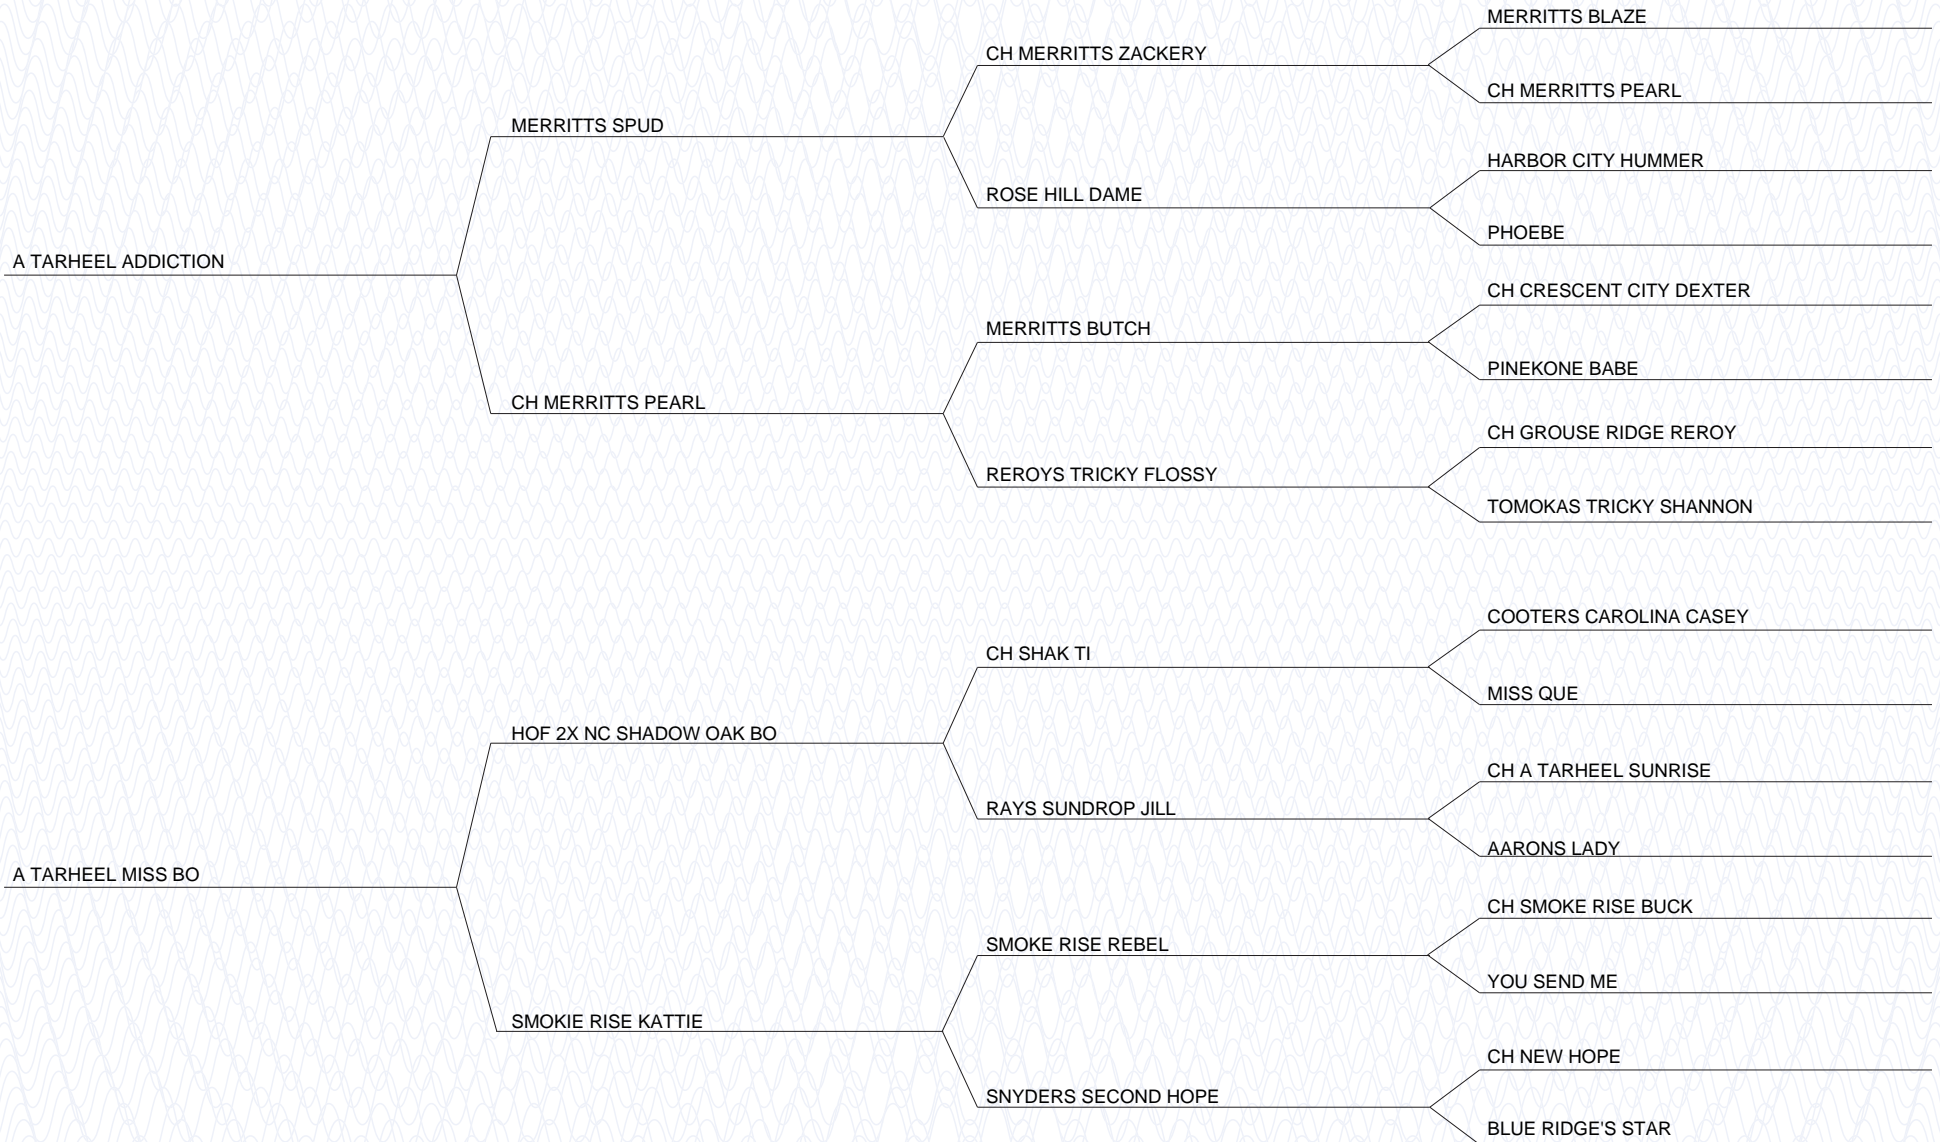 MERRITTS BLAZE
CH MERRITTS ZACKERY
CH MERRITTS PEARL
MERRITTS SPUD
HARBOR CITY HUMMER
ROSE HILL DAME
PHOEBE
A TARHEEL ADDICTION
CH CRESCENT CITY DEXTER
MERRITTS BUTCH
PINEKONE BABE
CH MERRITTS PEARL
CH GROUSE RIDGE REROY
REROYS TRICKY FLOSSY
TOMOKAS TRICKY SHANNON
COOTERS CAROLINA CASEY
CH SHAK TI
MISS QUE
HOF 2X NC SHADOW OAK BO
CH A TARHEEL SUNRISE
RAYS SUNDROP JILL
AARONS LADY
A TARHEEL MISS BO
CH SMOKE RISE BUCK
SMOKE RISE REBEL
YOU SEND ME
SMOKIE RISE KATTIE
CH NEW HOPE
SNYDERS SECOND HOPE
BLUE RIDGE'S STAR